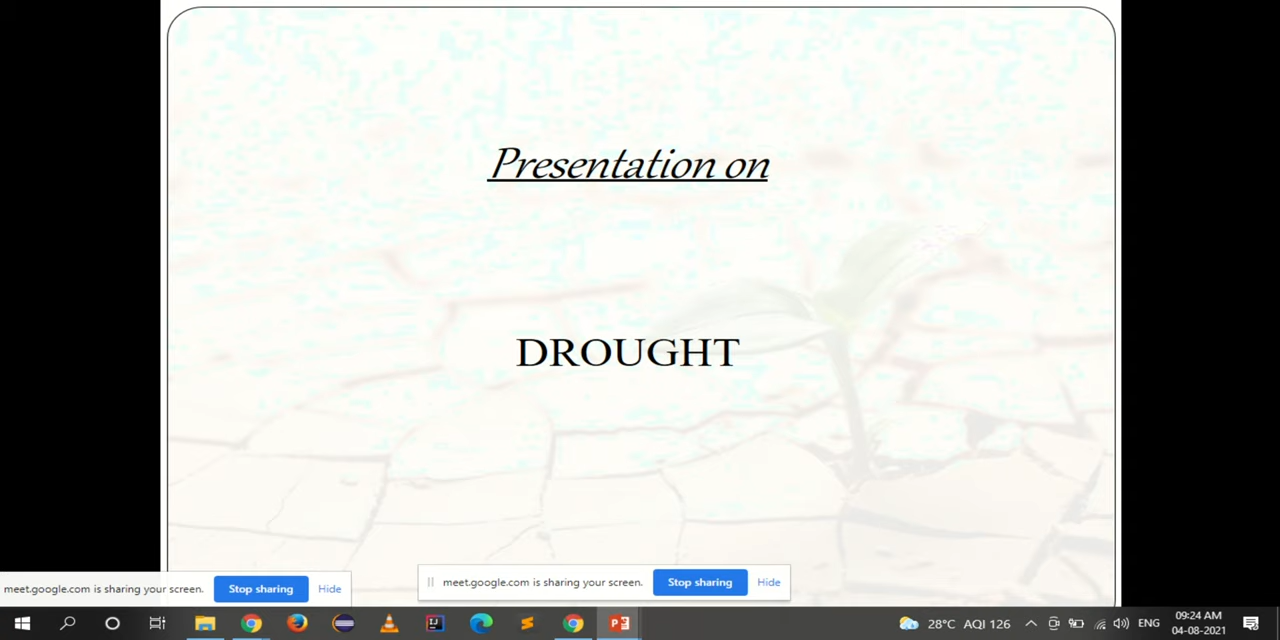 Presentation on
DROUGHT
meet.google.com is sharing your screen. Stop sharing Hide
meet.google.com is sharing your screen. Stop sharing Hide
28°C AQI 126 ENG 09:24 AM
04-08-2021